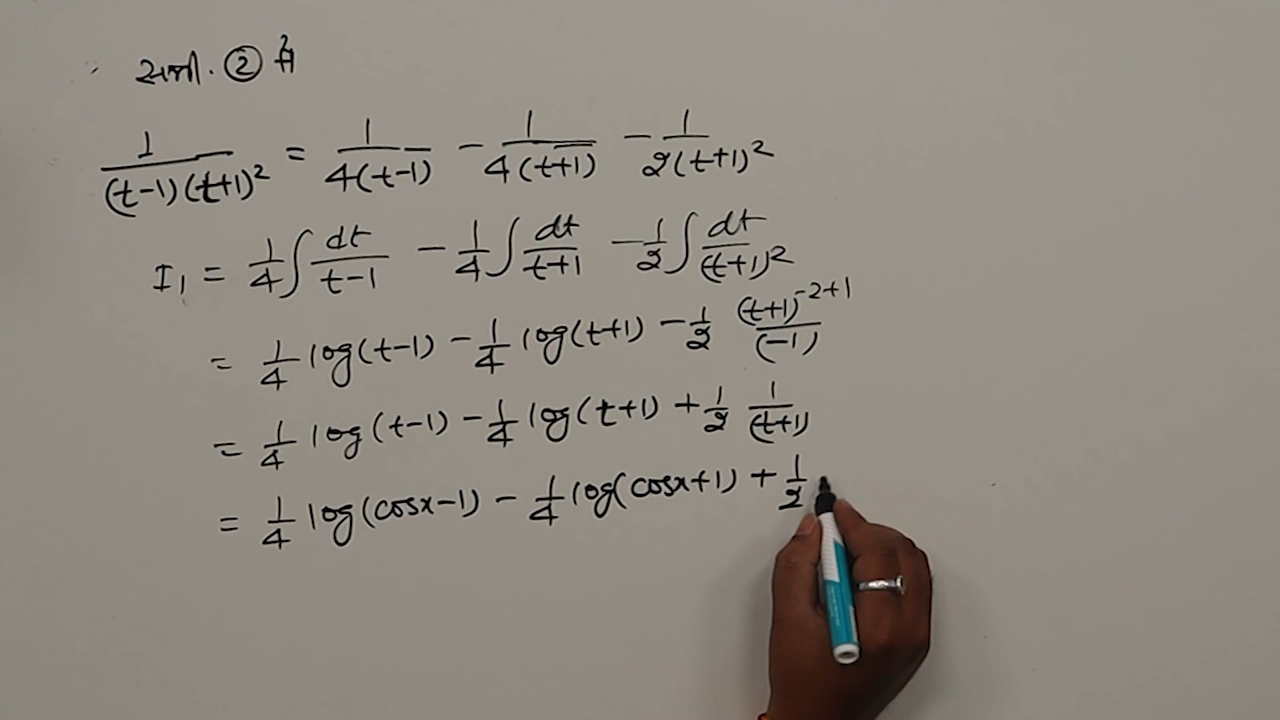 સમી. ② મેં
1/((t-1)(t+1)²) = 1/(4(t-1)) - 1/(4(t+1)) - 1/(2(t+1)²)
I₁ = 1/4 ∫ dt/(t-1) - 1/4 ∫ dt/(t+1) - 1/2 ∫ dt/(t+1)²
= 1/4 log(t-1) - 1/4 log(t+1) - 1/2 (t+1)⁻²⁺¹/(-1)
= 1/4 log(t-1) - 1/4 log(t+1) + 1/2 1/(t+1)
= 1/4 log(cosx-1) - 1/4 log(cosx+1) + 1/2